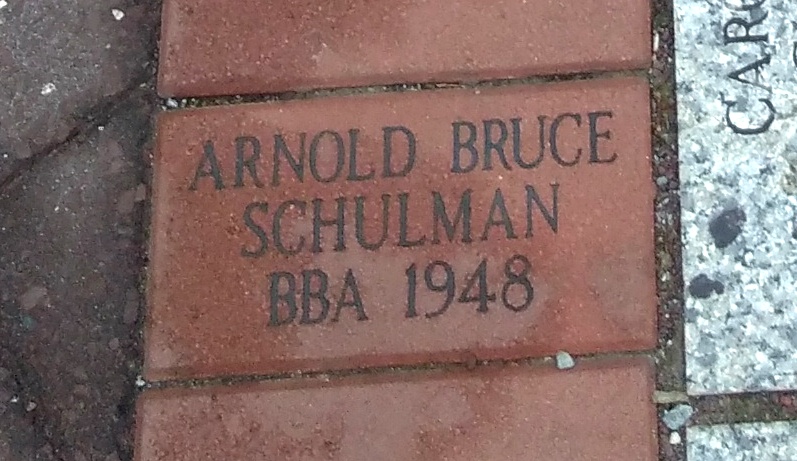 ARNOLD BRUCE
SCHULMAN
BBA 1948